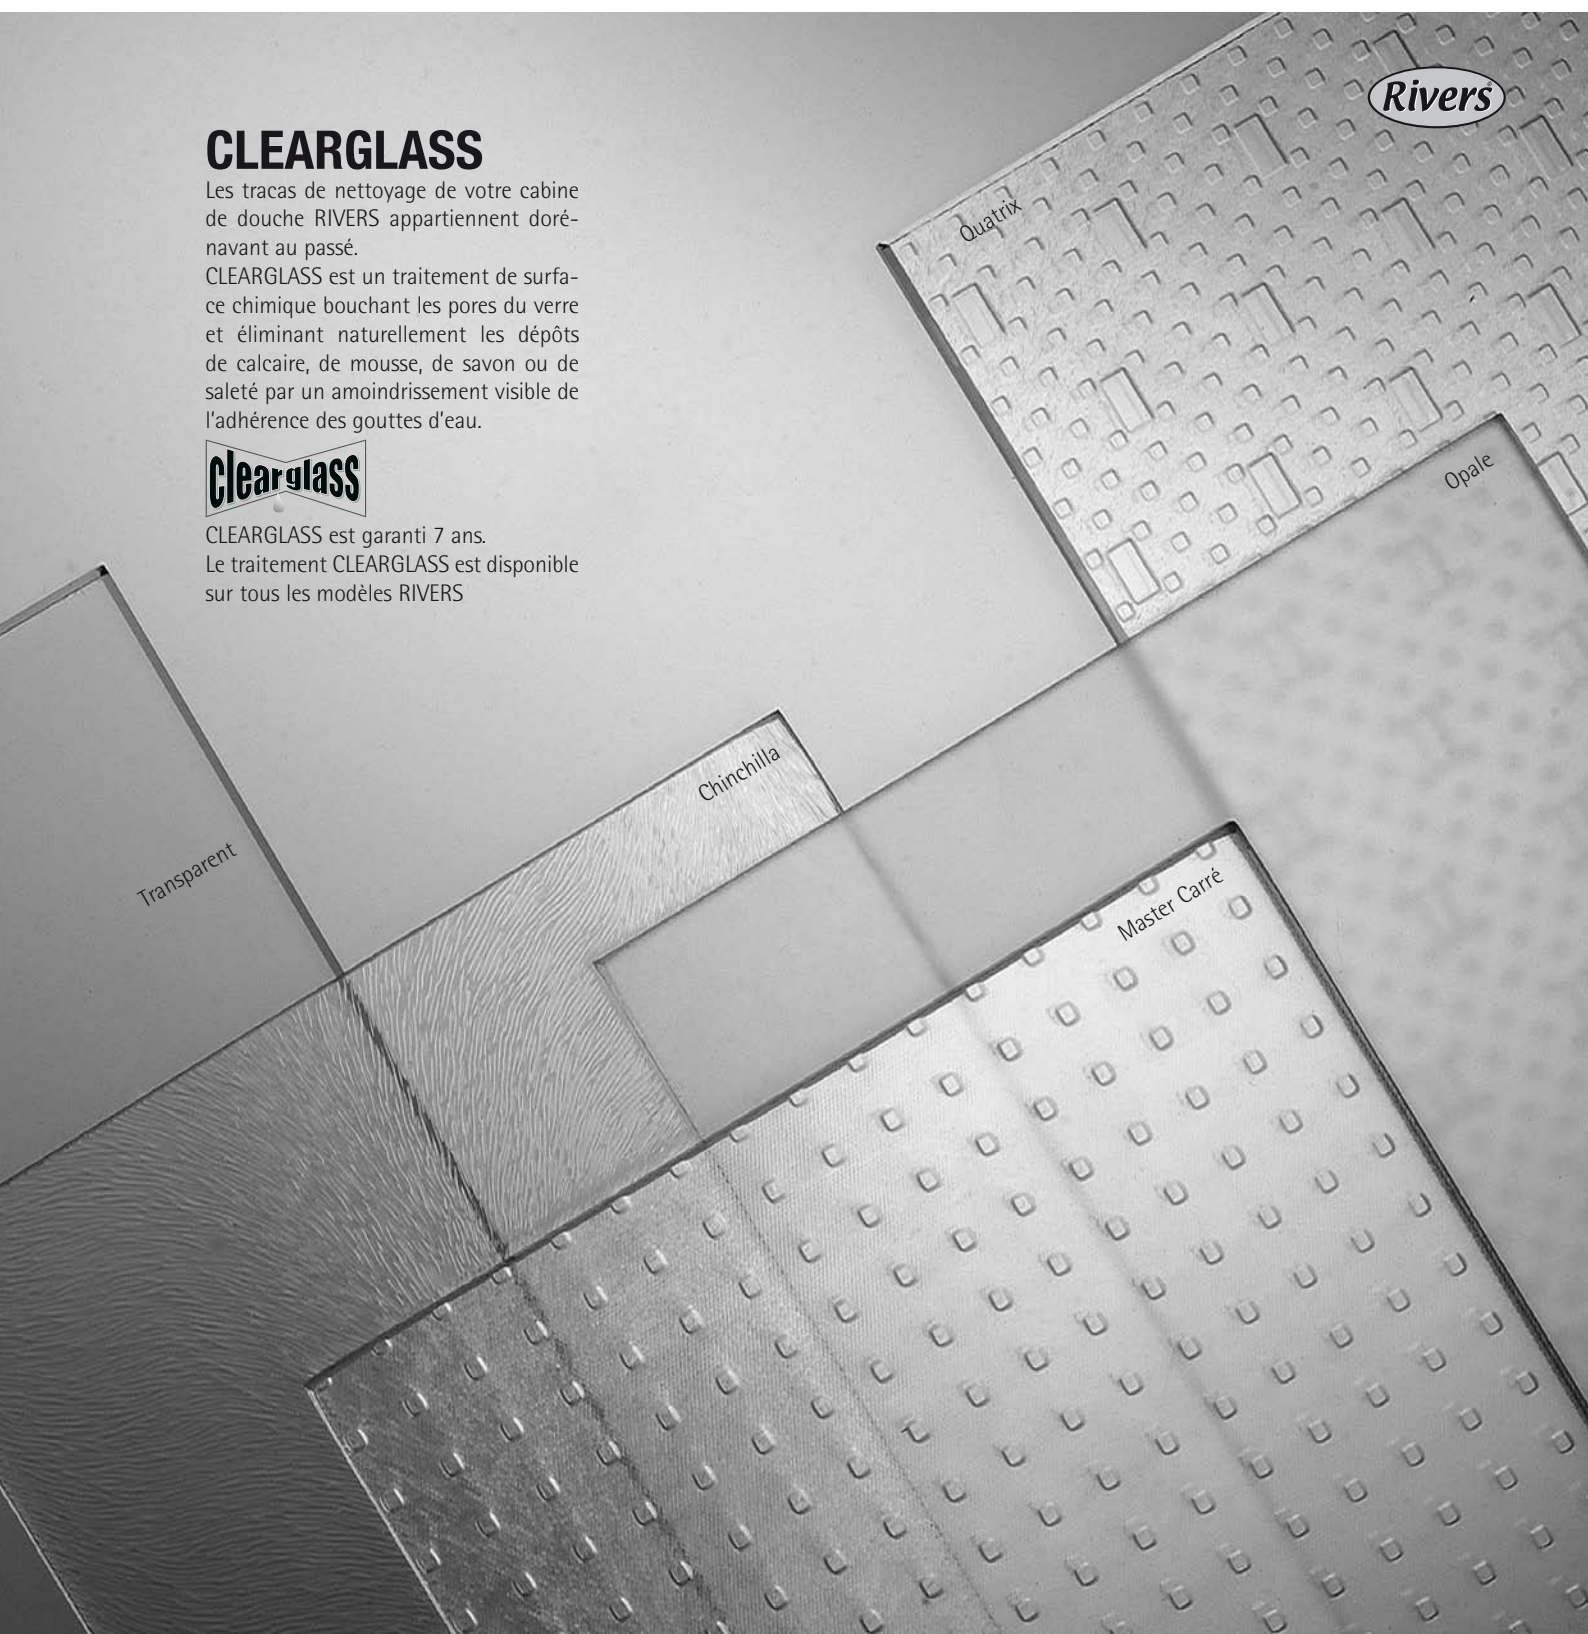 Rivers
CLEARGLASS
Les tracas de nettoyage de votre cabine
de douche RIVERS appartiennent doré-
navant au passé.
CLEARGLASS est un traitement de surfa-
ce chimique bouchant les pores du verre
et éliminant naturellement les dépôts
de calcaire, de mousse, de savon ou de
saleté par un amoindrissement visible de
l'adhérence des gouttes d'eau.
Clearglass
CLEARGLASS est garanti 7 ans.
Le traitement CLEARGLASS est disponible
sur tous les modèles RIVERS
Quatrix
Opale
Chinchilla
Transparent
Master Carré